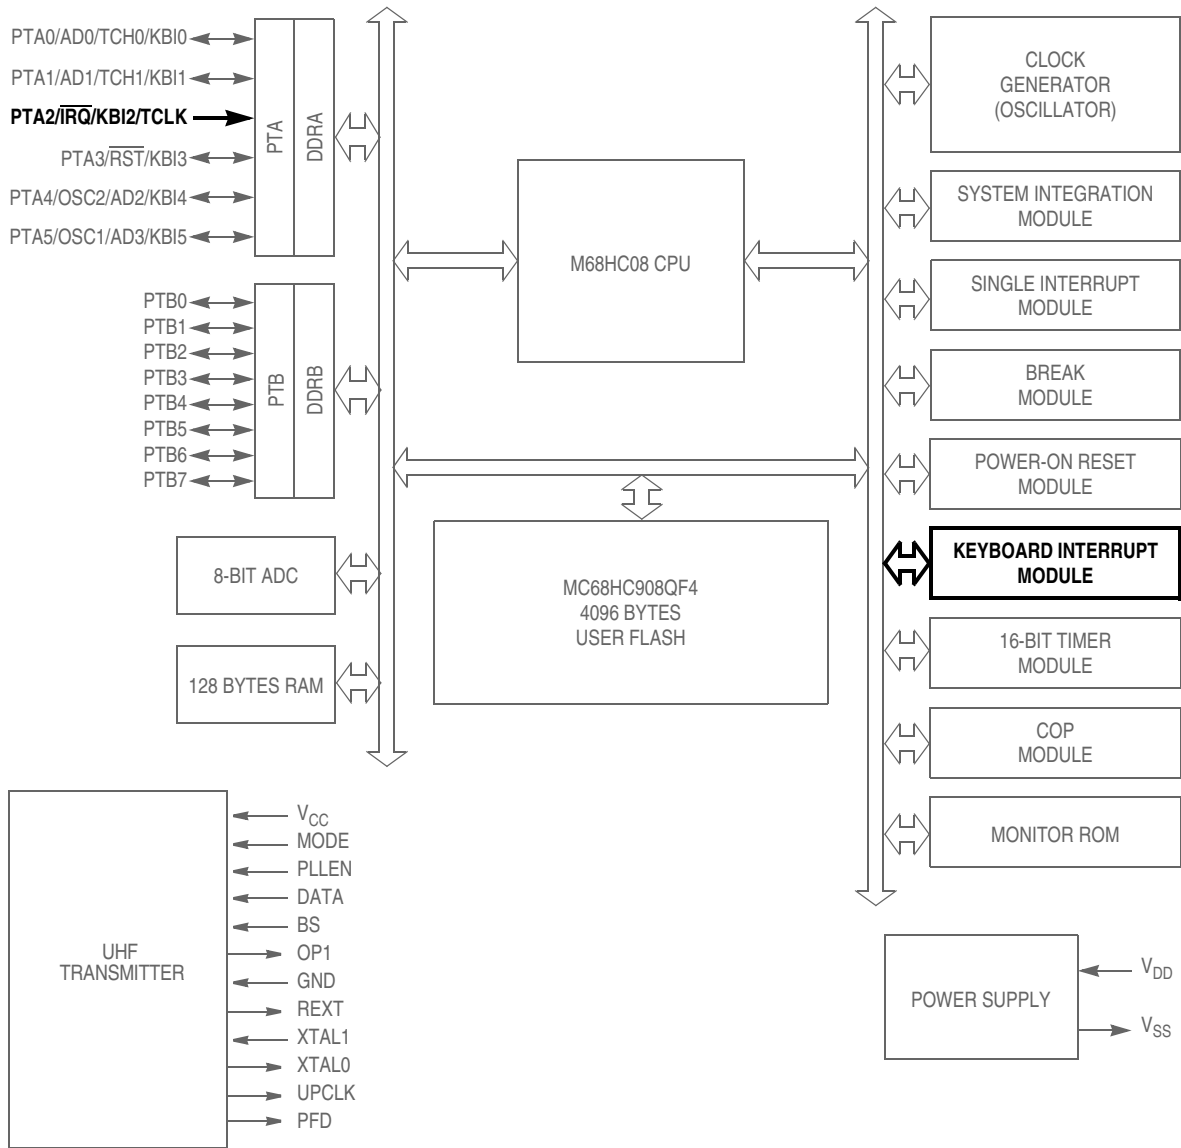 PTA0/AD0/TCH0/KBI0
PTA1/AD1/TCH1/KBI1
PTA2/IRQ/KBI2/TCLK
PTA3/RST/KBI3
PTA4/OSC2/AD2/KBI4
PTA5/OSC1/AD3/KBI5
PTA
DDRA
PTB0
PTB1
PTB2
PTB3
PTB4
PTB5
PTB6
PTB7
PTB
DDRB
8-BIT ADC
128 BYTES RAM
M68HC08 CPU
MC68HC908QF4
4096 BYTES
USER FLASH
CLOCK
GENERATOR
(OSCILLATOR)
SYSTEM INTEGRATION
MODULE
SINGLE INTERRUPT
MODULE
BREAK
MODULE
POWER-ON RESET
MODULE
KEYBOARD INTERRUPT
MODULE
16-BIT TIMER
MODULE
COP
MODULE
MONITOR ROM
UHF
TRANSMITTER
VCC
MODE
PLLEN
DATA
BS
OP1
GND
REXT
XTAL1
XTAL0
UPCLK
PFD
POWER SUPPLY
VDD
VSS